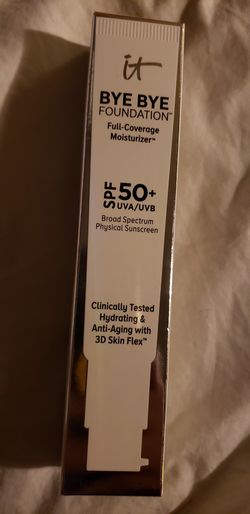 it
BYE BYE
FOUNDATION™
Full-Coverage
Moisturizer™
SPF 50+
UVA/UVB
Broad Spectrum
Physical Sunscreen
Clinically Tested
Hydrating &
Anti-Aging with
3D Skin Flex™